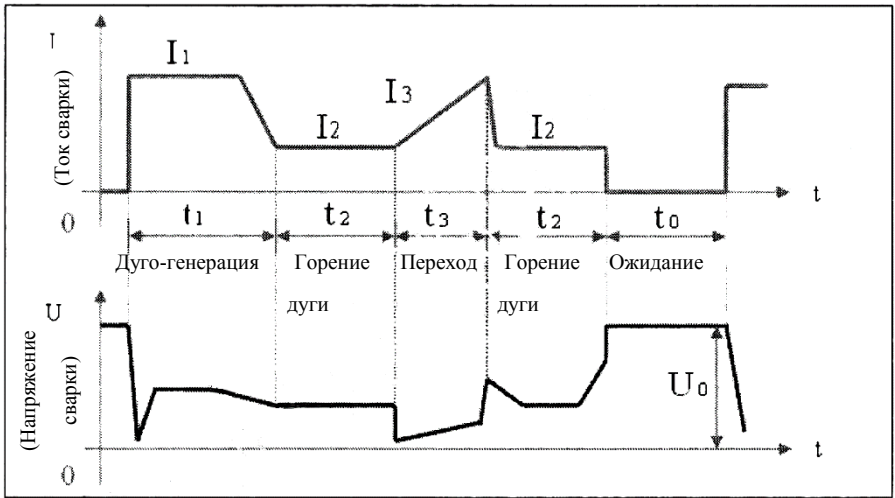 I
(Ток сварки)
I1
I2
I3
I2
t
0
t1
t2
t3
t2
t0
Дуго-генерация
Горение
дуги
Переход
Горение
дуги
Ожидание
U
(Напряжение
сварки)
U0
t
0